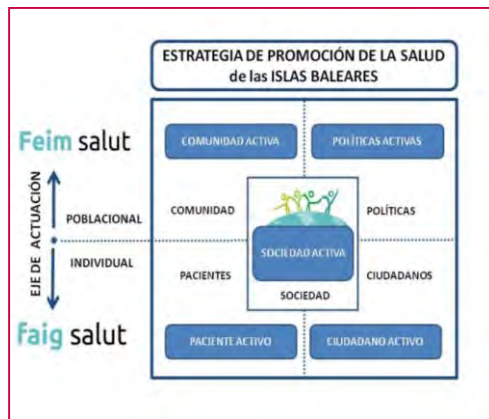 ESTRATEGIA DE PROMOCIÓN DE LA SALUD
de las ISLAS BALEARES
Feim salut
COMUNIDAD ACTIVA
POLÍTICAS ACTIVAS
EJE DE ACTUACIÓN
POBLACIONAL
COMUNIDAD
POLÍTICAS
INDIVIDUAL
SOCIEDAD ACTIVA
PACIENTES
CIUDADANOS
SOCIEDAD
faig salut
PACIENTE ACTIVO
CIUDADANO ACTIVO